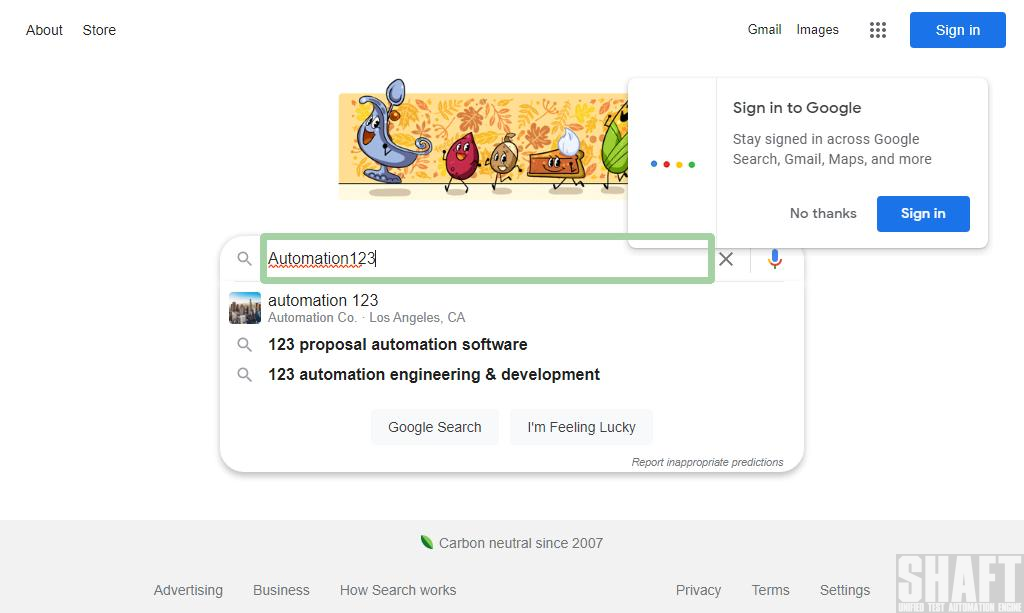 About Store
Gmail Images
Sign in
Sign in to Google
Stay signed in across Google
Search, Gmail, Maps, and more
No thanks
Sign in
Automation123
automation 123
Automation Co. · Los Angeles, CA
123 proposal automation software
123 automation engineering & development
Google Search
I'm Feeling Lucky
Report inappropriate predictions
Carbon neutral since 2007
Advertising Business How Search works
Privacy Terms Settings
SHAFT
UNIFIED TEST AUTOMATION ENGINE